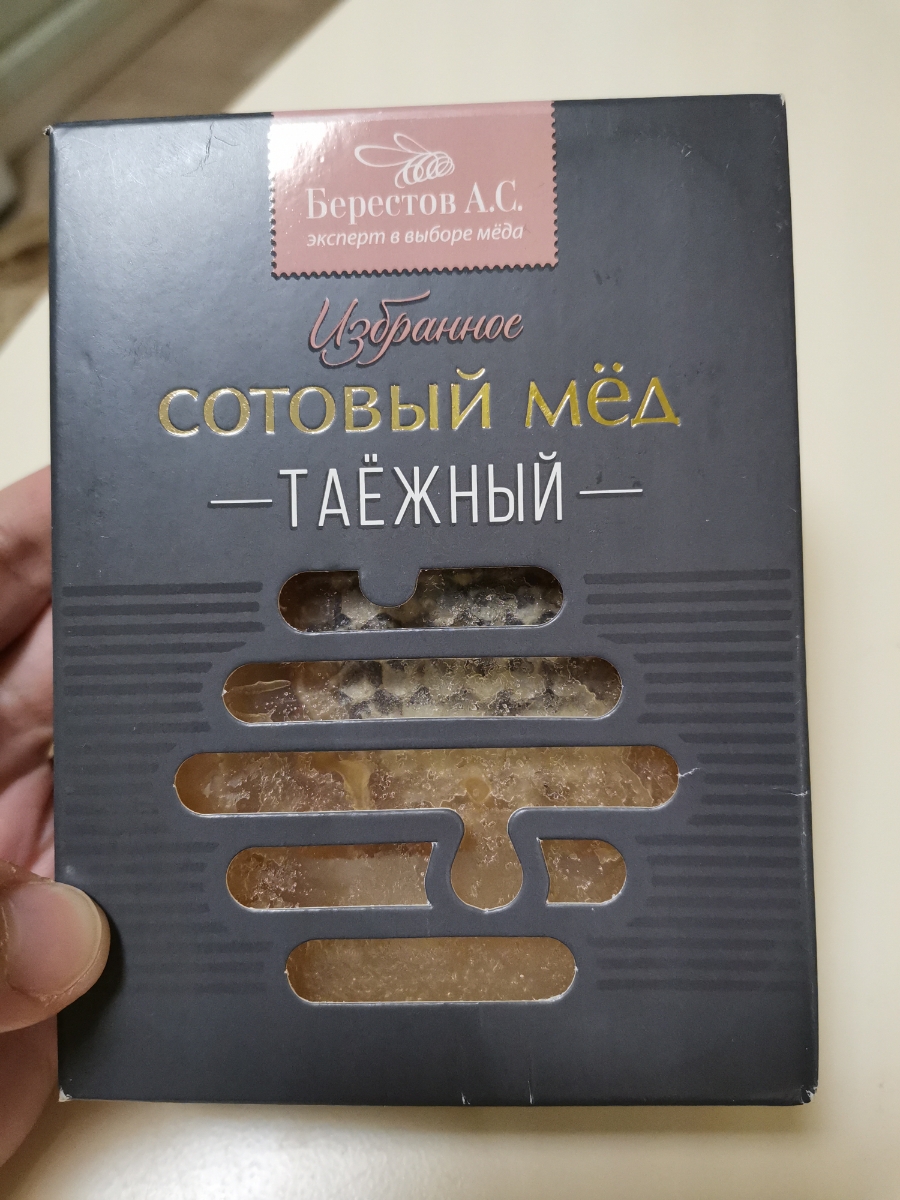 Берестов А.С.
эксперт в выборе мёда
Избранное
СОТОВЫЙ МЁД
ТАЁЖНЫЙ